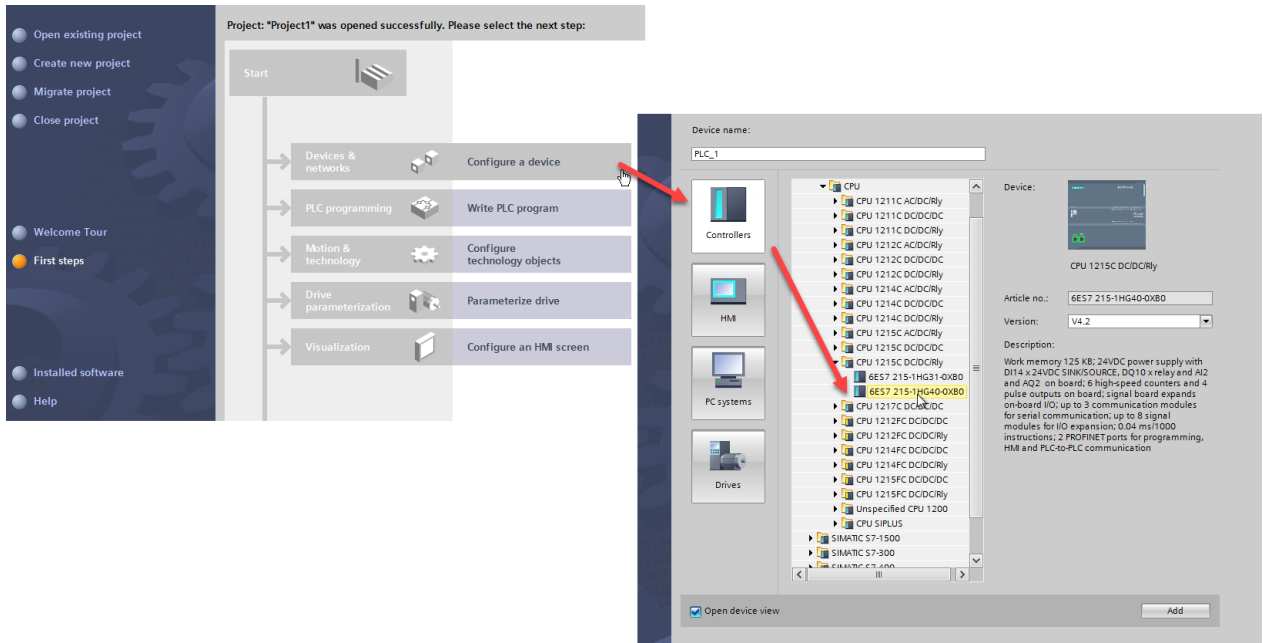 Project: "Project1" was opened successfully. Please select the next step:
Open existing project
Create new project
Migrate project
Close project
Welcome Tour
First steps
Installed software
Help
Start
Devices &
networks
Configure a device
PLC programming
Write PLC program
Motion &
technology
Configure
technology objects
Drive
parameterization
Parameterize drive
Visualization
Configure an HMI screen
Device name:
PLC_1
Controllers
HMI
PC systems
Drives
CPU
CPU 1211C AC/DC/Rly
CPU 1211C DC/DC/DC
CPU 1211C DC/DC/Rly
CPU 1212C AC/DC/Rly
CPU 1212C DC/DC/DC
CPU 1212C DC/DC/Rly
CPU 1214C AC/DC/Rly
CPU 1214C DC/DC/DC
CPU 1214C DC/DC/Rly
CPU 1215C AC/DC/Rly
CPU 1215C DC/DC/DC
CPU 1215C DC/DC/Rly
6ES7 215-1HG31-0XB0
6ES7 215-1HG40-0XB0
CPU 1217C DC/DC/DC
CPU 1212FC DC/DC/DC
CPU 1212FC DC/DC/Rly
CPU 1214FC DC/DC/DC
CPU 1214FC DC/DC/Rly
CPU 1215FC DC/DC/DC
CPU 1215FC DC/DC/Rly
Unspecified CPU 1200
CPU SIPLUS
SIMATIC S7-1500
SIMATIC S7-300
SIMATIC S7-400
Device:
CPU 1215C DC/DC/Rly
Article no.:
6ES7 215-1HG40-0XB0
Version:
V4.2
Description:
Work memory 125 KB; 24VDC power supply with
DI14 x 24VDC SINK/SOURCE, DQ10 x relay and AI2
and AQ2 on board; 6 high-speed counters and 4
pulse outputs on board; signal board expands
on-board I/O; up to 3 communication modules
for serial communication; up to 8 signal
modules for I/O expansion; 0.04 ms/1000
instructions; 2 PROFINET ports for programming,
HMI and PLC-to-PLC communication
Open device view
Add